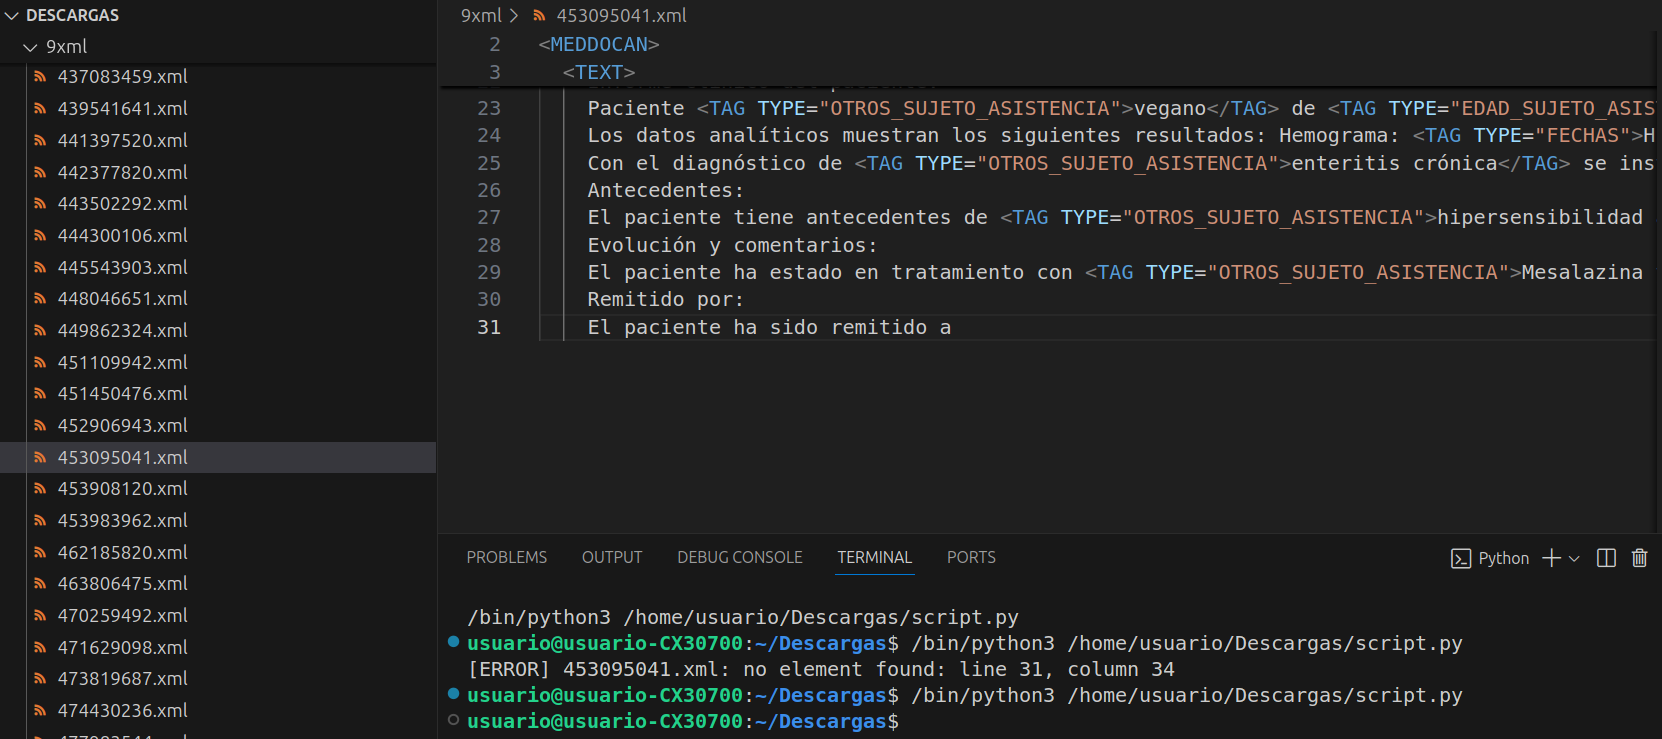 DESCARGAS
9xml
437083459.xml
439541641.xml
441397520.xml
442377820.xml
443502292.xml
444300106.xml
445543903.xml
448046651.xml
449862324.xml
451109942.xml
451450476.xml
452906943.xml
453095041.xml
453908120.xml
453983962.xml
462185820.xml
463806475.xml
470259492.xml
471629098.xml
473819687.xml
474430236.xml
9xml > 453095041.xml
2 <MEDDOCAN>
3 <TEXT>
23 Paciente <TAG TYPE="OTROS_SUJETO_ASISTENCIA">vegano</TAG> de <TAG TYPE="EDAD_SUJETO_ASIS
24 Los datos analíticos muestran los siguientes resultados: Hemograma: <TAG TYPE="FECHAS">H
25 Con el diagnóstico de <TAG TYPE="OTROS_SUJETO_ASISTENCIA">enteritis crónica</TAG> se ins
26 Antecedentes:
27 El paciente tiene antecedentes de <TAG TYPE="OTROS_SUJETO_ASISTENCIA">hipersensibilidad
28 Evolución y comentarios:
29 El paciente ha estado en tratamiento con <TAG TYPE="OTROS_SUJETO_ASISTENCIA">Mesalazina
30 Remitido por:
31 El paciente ha sido remitido a
PROBLEMS OUTPUT DEBUG CONSOLE TERMINAL PORTS Python
/bin/python3 /home/usuario/Descargas/script.py
usuario@usuario-CX30700:~/Descargas$ /bin/python3 /home/usuario/Descargas/script.py
[ERROR] 453095041.xml: no element found: line 31, column 34
usuario@usuario-CX30700:~/Descargas$ /bin/python3 /home/usuario/Descargas/script.py
usuario@usuario-CX30700:~/Descargas$